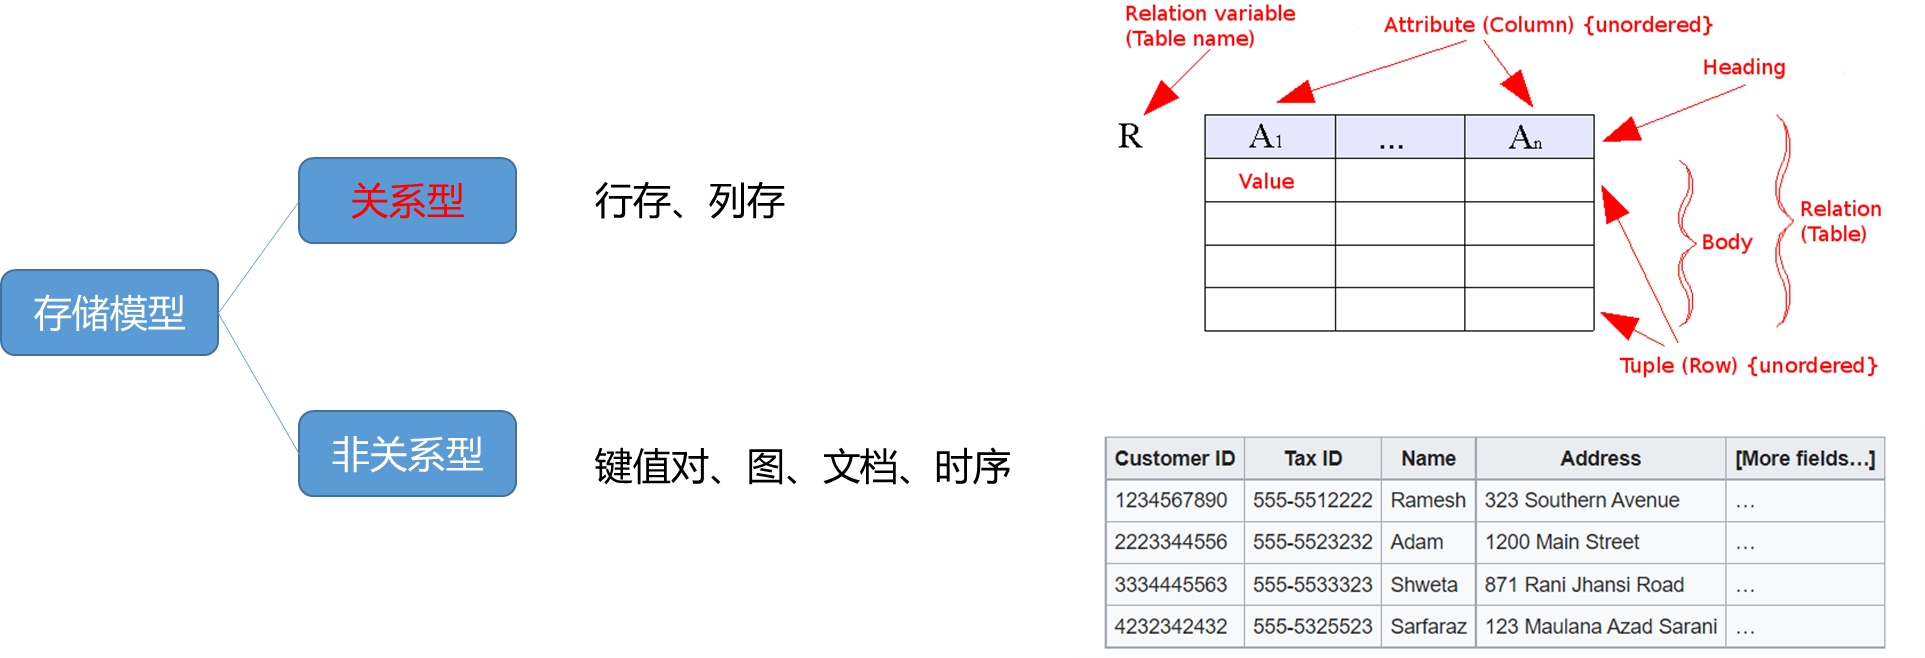 存储模型
关系型
行存、列存
非关系型
键值对、图、文档、时序
Relation variable
(Table name)
Attribute (Column) {unordered}
Heading
R
A1 ... An
Value
Body
Relation
(Table)
Tuple (Row) {unordered}
Customer ID Tax ID Name Address [More fields…]
1234567890 555-5512222 Ramesh 323 Southern Avenue …
2223344556 555-5523232 Adam 1200 Main Street …
3334445563 555-5533323 Shweta 871 Rani Jhansi Road …
4232342432 555-5325523 Sarfaraz 123 Maulana Azad Sarani …